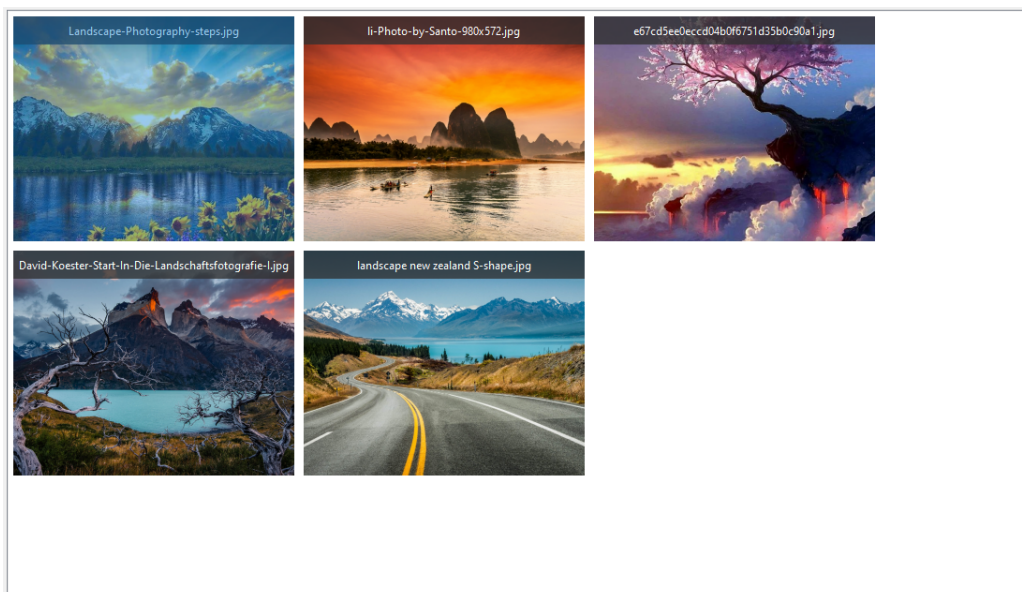 Landscape-Photography-steps.jpg
li-Photo-by-Santo-980x572.jpg
e67cd5ee0eccd04b0f6751d35b0c90a1.jpg
David-Koester-Start-In-Die-Landschaftsfotografie-I.jpg
landscape new zealand S-shape.jpg